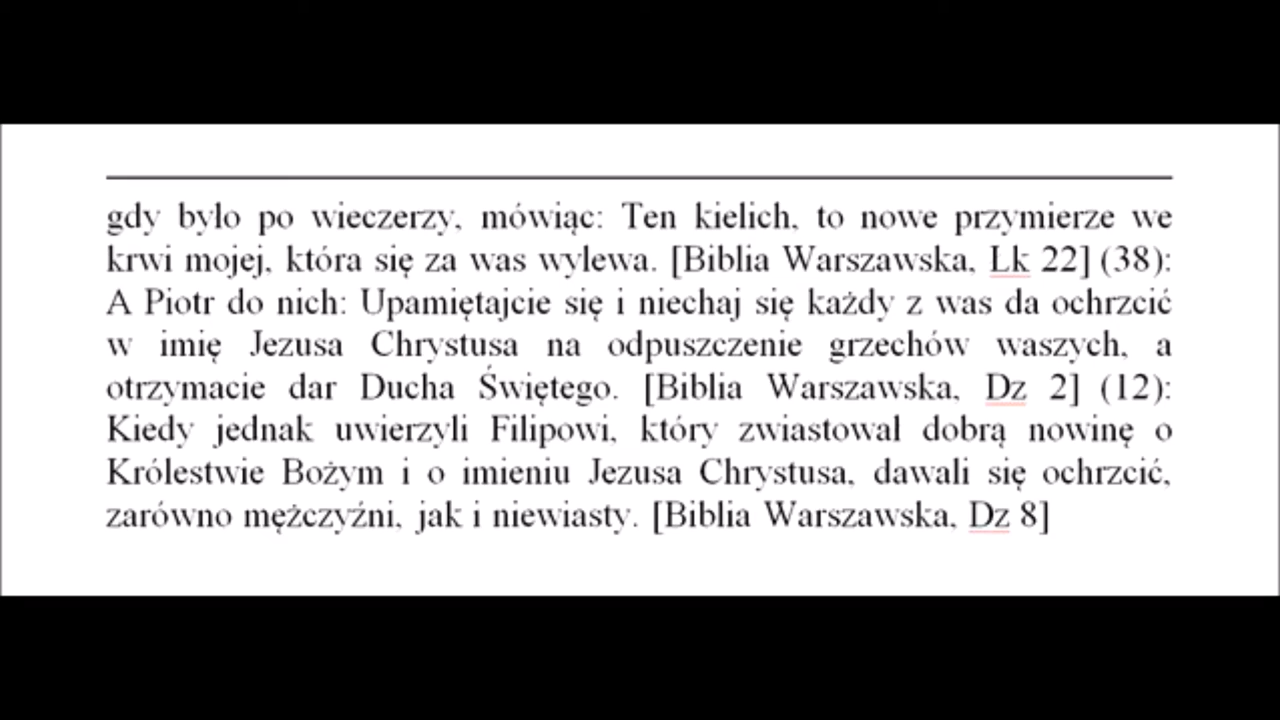 gdy było po wieczerzy, mówiąc: Ten kielich, to nowe przymierze we
krwi mojej, która się za was wylewa. [Biblia Warszawska, Lk 22] (38):
A Piotr do nich: Upamiętajcie się i niechaj się każdy z was da ochrzcić
w imię Jezusa Chrystusa na odpuszczenie grzechów waszych, a
otrzymacie dar Ducha Świętego. [Biblia Warszawska, Dz 2] (12):
Kiedy jednak uwierzyli Filipowi, który zwiastował dobrą nowinę o
Królestwie Bożym i o imieniu Jezusa Chrystusa, dawali się ochrzcić,
zarówno mężczyźni, jak i niewiasty. [Biblia Warszawska, Dz 8]